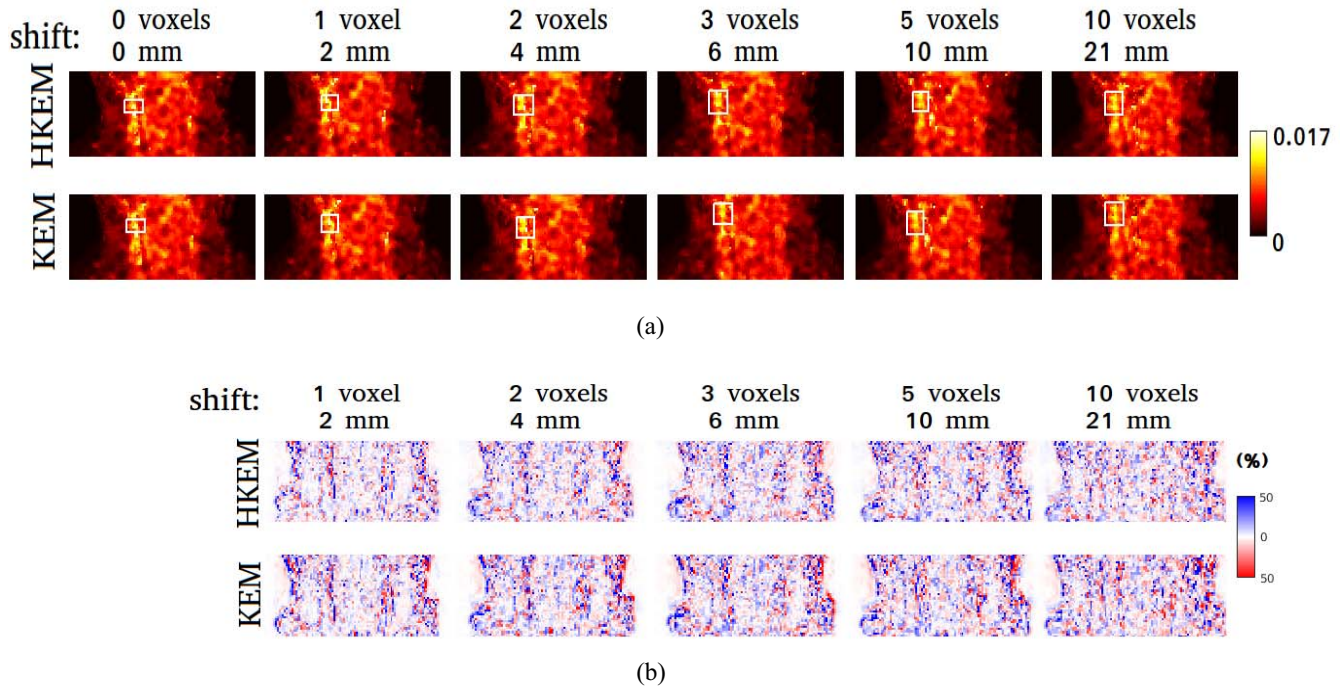 shift:
0 voxels 1 voxel 2 voxels 3 voxels 5 voxels 10 voxels
0 mm 2 mm 4 mm 6 mm 10 mm 21 mm
HKEM
KEM
0.017
0
(a)
shift:
1 voxel 2 voxels 3 voxels 5 voxels 10 voxels
2 mm 4 mm 6 mm 10 mm 21 mm
HKEM
KEM
(%)
50
0
50
(b)